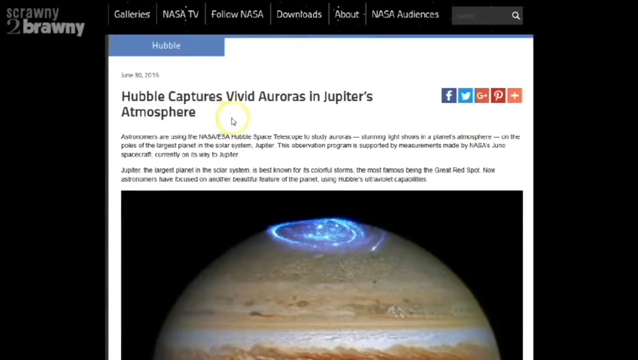 scrawny
2brawny
Galleries NASA TV Follow NASA Downloads About NASA Audiences
Hubble
June 30, 2016
Hubble Captures Vivid Auroras in Jupiter's
Atmosphere
Astronomers are using the NASA/ESA Hubble Space Telescope to study auroras — stunning light shows in a planet's atmosphere — on the
poles of the largest planet in the solar system, Jupiter. This observation program is supported by measurements made by NASA's Juno
spacecraft, currently on its way to Jupiter.
Jupiter, the largest planet in the solar system, is best known for its colorful storms, the most famous being the Great Red Spot. Now
astronomers have focused on another beautiful feature of the planet, using Hubble's ultraviolet capabilities.